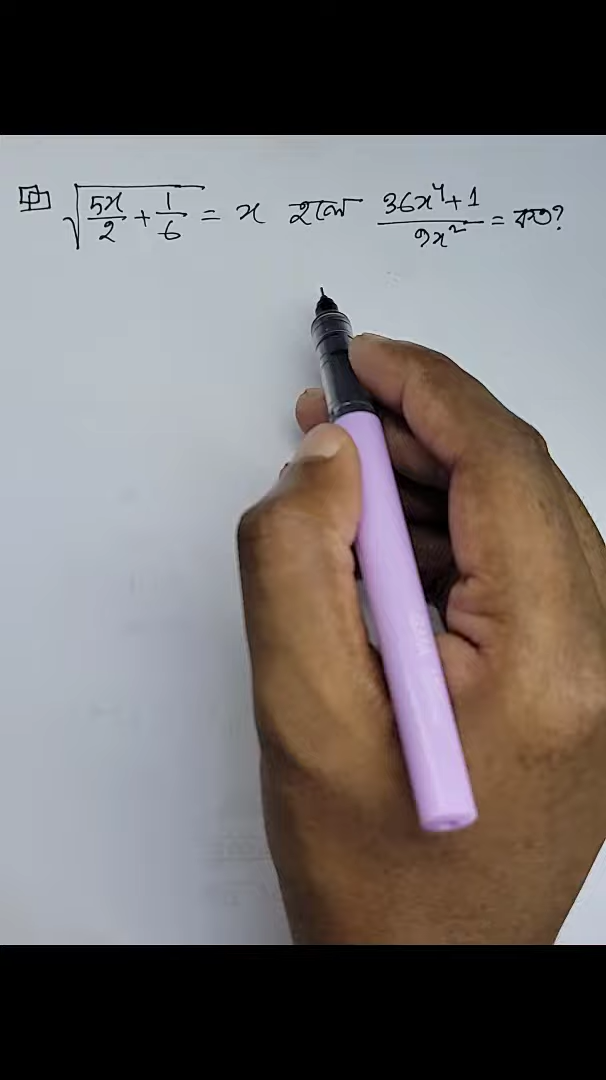 √(5x/2 + 1/6) = x হলে (36x⁴+1)/(9x²) = কত?